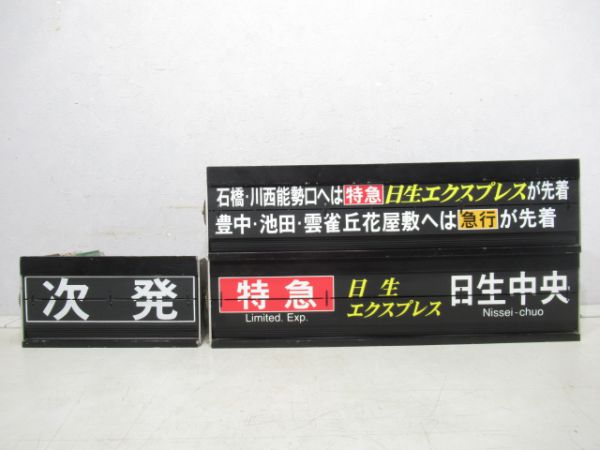 石橋・川西能勢口へは特急日生エクスプレスが先着
豊中・池田・雲雀丘花屋敷へは急行が先着
次発
特急 日生 日生中央
Limited. Exp. エクスプレス Nissei-chuo